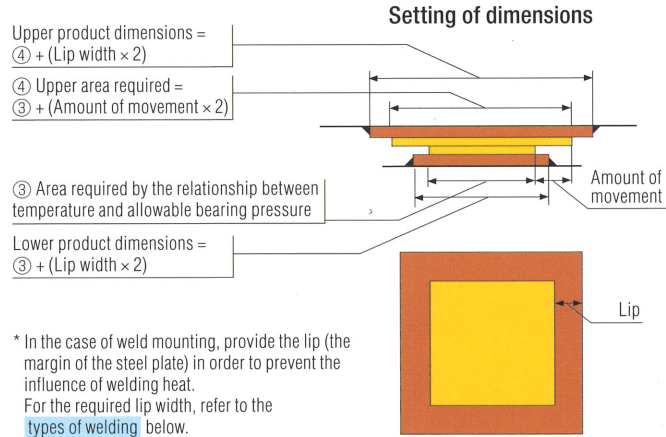 Setting of dimensions
Upper product dimensions =
④ + (Lip width × 2)
④ Upper area required =
③ + (Amount of movement × 2)
③ Area required by the relationship between
temperature and allowable bearing pressure
Lower product dimensions =
③ + (Lip width × 2)
Amount of
movement
Lip
* In the case of weld mounting, provide the lip (the
margin of the steel plate) in order to prevent the
influence of welding heat.
For the required lip width, refer to the
types of welding below.